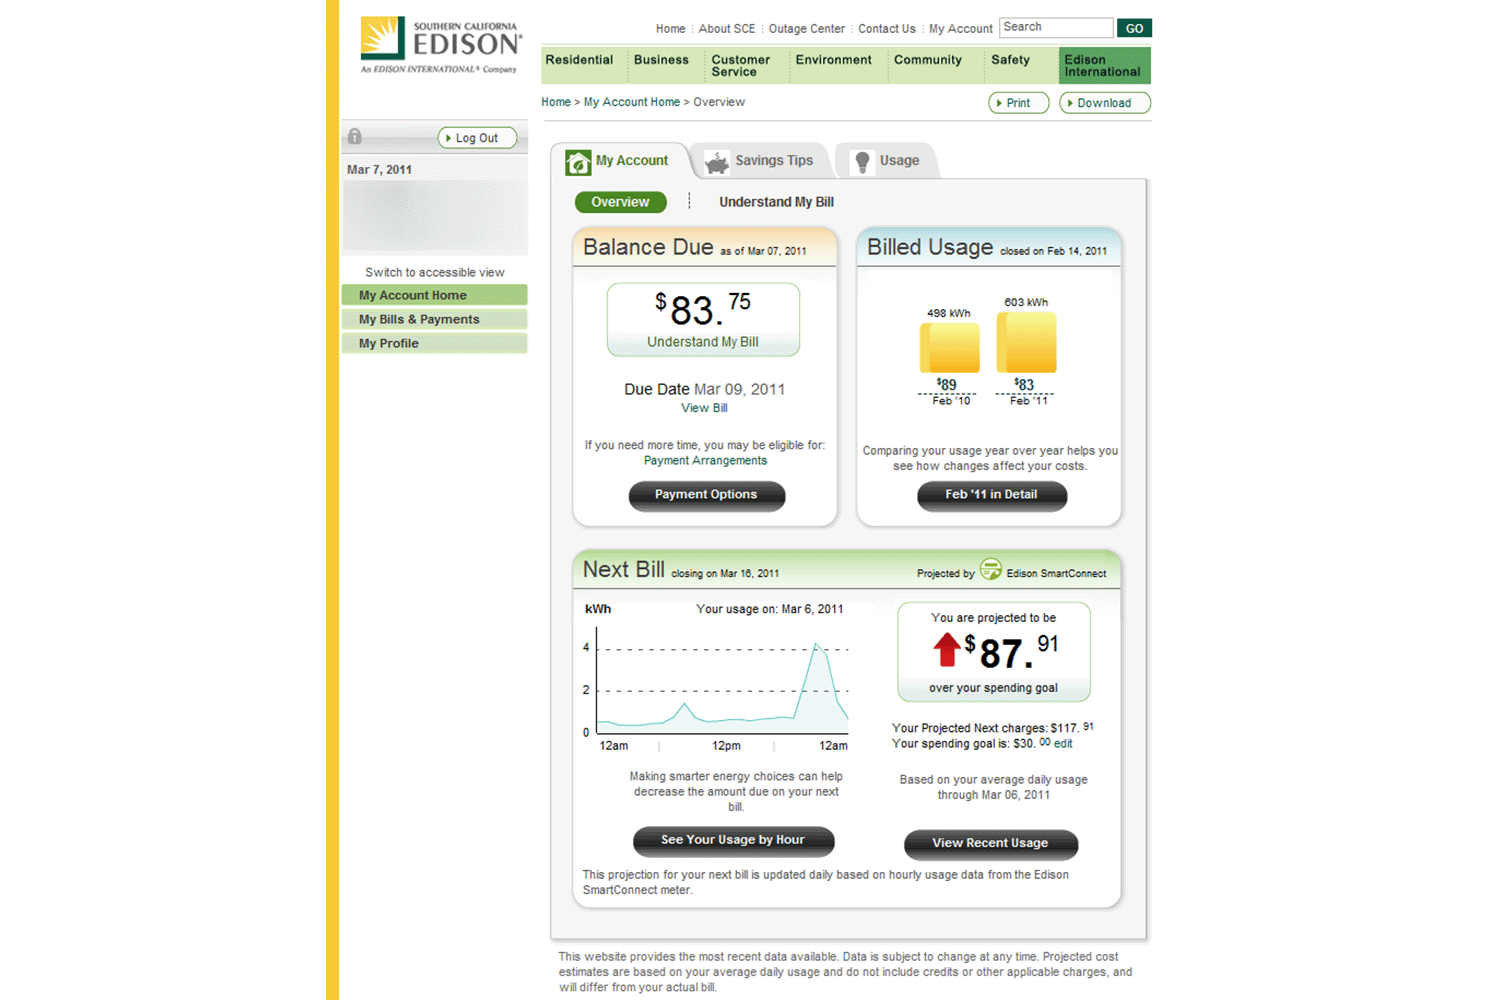 SOUTHERN CALIFORNIA
EDISON®
An EDISON INTERNATIONAL® Company
Home About SCE Outage Center Contact Us My Account Search GO
Residential Business Customer Service Environment Community Safety Edison International
Home > My Account Home > Overview
Print Download
Log Out
Mar 7, 2011
Switch to accessible view
My Account Home
My Bills & Payments
My Profile
My Account Savings Tips Usage
Overview Understand My Bill
Balance Due as of Mar 07, 2011
$83.75
Understand My Bill
Due Date Mar 09, 2011
View Bill
If you need more time, you may be eligible for:
Payment Arrangements
Payment Options
Billed Usage closed on Feb 14, 2011
498 kWh 603 kWh
$89 $83
Feb '10 Feb '11
Comparing your usage year over year helps you
see how changes affect your costs.
Feb '11 in Detail
Next Bill closing on Mar 16, 2011
Projected by Edison SmartConnect
kWh Your usage on: Mar 6, 2011
4
2
0
12am 12pm 12am
Making smarter energy choices can help
decrease the amount due on your next
bill.
See Your Usage by Hour
You are projected to be
$87.91
over your spending goal
Your Projected Next charges: $117.91
Your spending goal is: $30.00 edit
Based on your average daily usage
through Mar 06, 2011
View Recent Usage
This projection for your next bill is updated daily based on hourly usage data from the Edison
SmartConnect meter.
This website provides the most recent data available. Data is subject to change at any time. Projected cost
estimates are based on your average daily usage and do not include credits or other applicable charges, and
will differ from your actual bill.